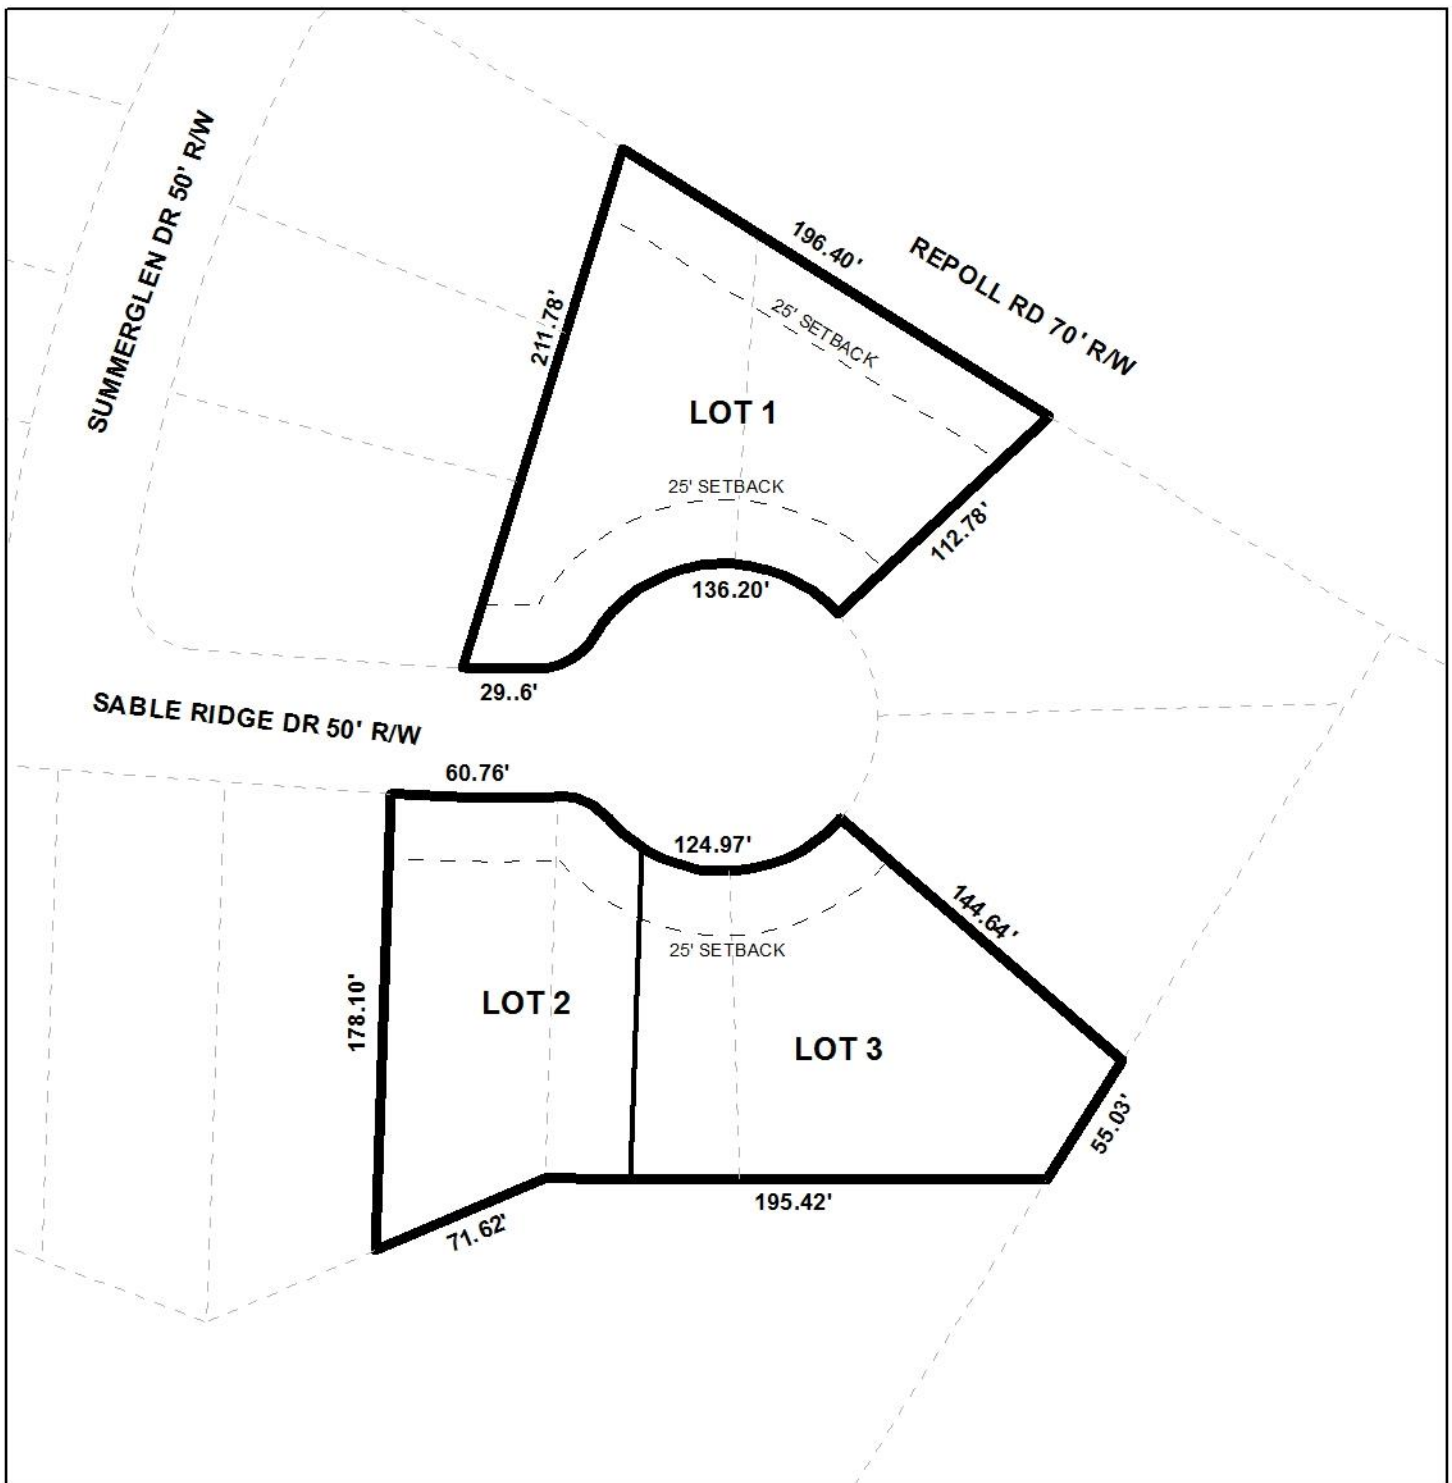 SUMMERGLEN DR 50' R/W
196.40'
REPOLL RD 70' R/W
211.78'
25' SETBACK
LOT 1
25' SETBACK
112.78'
136.20'
29..6'
SABLE RIDGE DR 50' R/W
60.76'
124.97'
144.64'
25' SETBACK
178.10'
LOT 2
LOT 3
55.03'
195.42'
71.62'